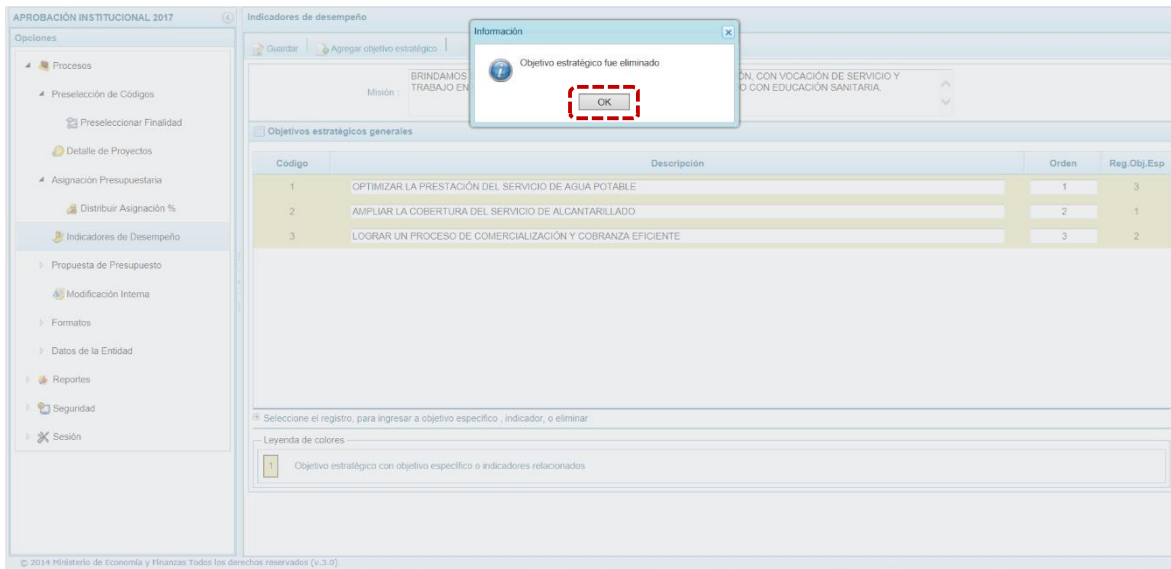 APROBACIÓN INSTITUCIONAL 2017
Opciones
Procesos
Preselección de Códigos
Preseleccionar Finalidad
Detalle de Proyectos
Asignación Presupuestaria
Distribuir Asignación %
Indicadores de Desempeño
Propuesta de Presupuesto
Modificación Interna
Formatos
Datos de la Entidad
Reportes
Seguridad
Sesión
Indicadores de desempeño
Guardar Agregar objetivo estratégico
Información
Objetivo estratégico fue eliminado
OK
Misión :
BRINDAMOS ÓN, CON VOCACIÓN DE SERVICIO Y
TRABAJO EN O CON EDUCACIÓN SANITARIA.
Objetivos estratégicos generales
Código Descripción Orden Reg.Obj.Esp
1 OPTIMIZAR LA PRESTACIÓN DEL SERVICIO DE AGUA POTABLE 1 3
2 AMPLIAR LA COBERTURA DEL SERVICIO DE ALCANTARILLADO 2 1
3 LOGRAR UN PROCESO DE COMERCIALIZACIÓN Y COBRANZA EFICIENTE 3 2
Seleccione el registro, para ingresar a objetivo específico , indicador, o eliminar
Leyenda de colores
1 Objetivo estratégico con objetivo específico o indicadores relacionados
© 2014 Ministerio de Economía y Finanzas Todos los derechos reservados (v.3.0)